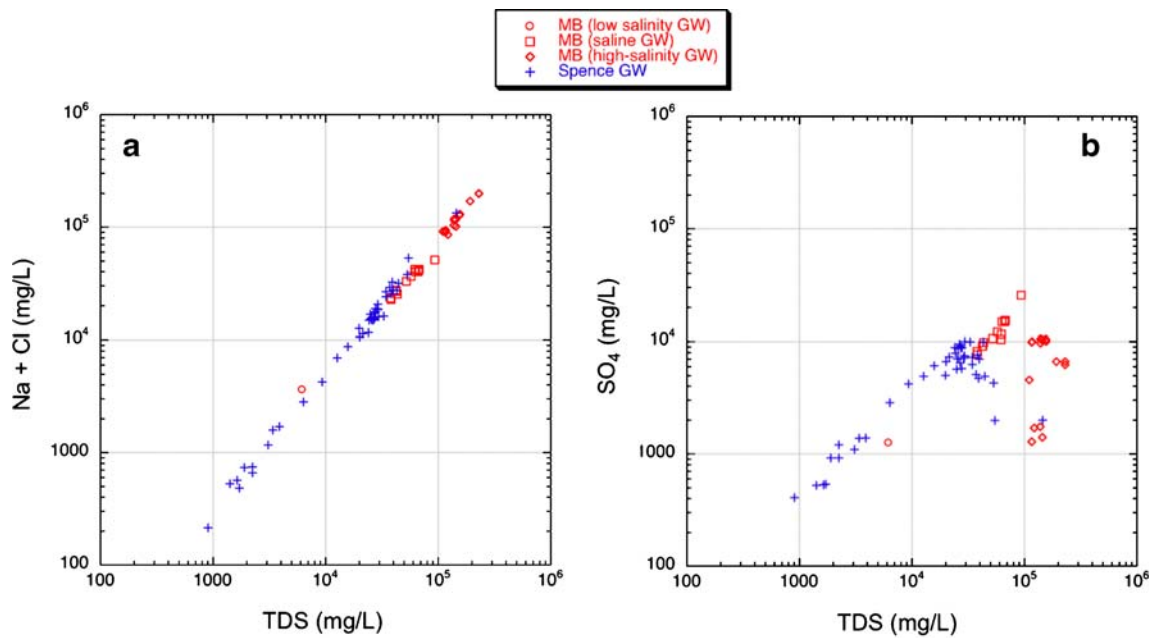 MB (low salinity GW)
MB (saline GW)
MB (high-salinity GW)
Spence GW
a
10⁶
10⁵
10⁴
1000
100
Na + Cl (mg/L)
100 1000 10⁴ 10⁵ 10⁶
TDS (mg/L)
b
10⁶
10⁵
10⁴
1000
100
SO₄ (mg/L)
100 1000 10⁴ 10⁵ 10⁶
TDS (mg/L)